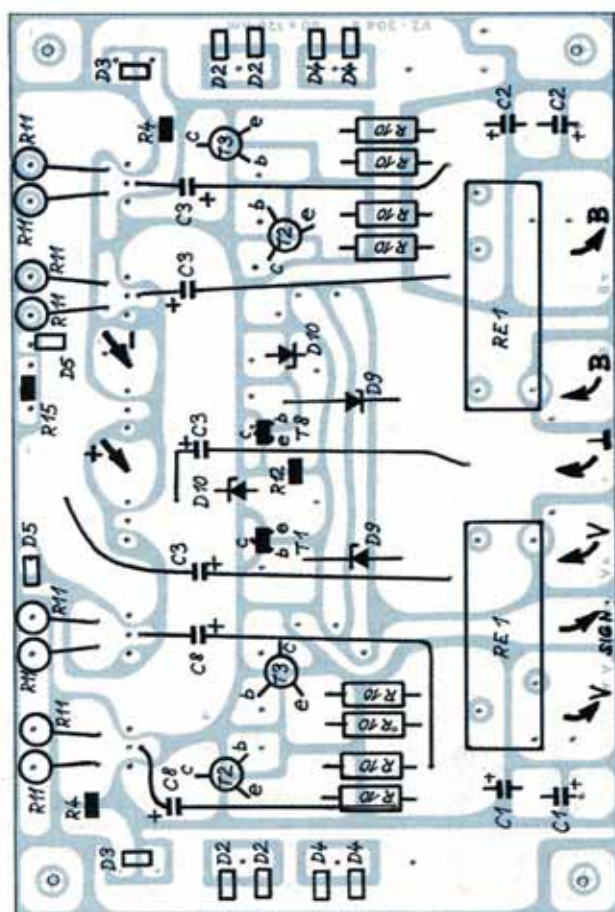 D3
D2
D2
D4
D4
C2
C2
+
+
R11
R4
c
T3
e
b
R10
R10
R11
C3
+
b
T2
e
c
R10
R10
B
R11
R11
C3
+
RE1
D5
-
D10
R15
D9
B
+
C3
+
c
b
e
T8
⊥
D10
R12
D5
C3
+
c
e
b
T1
D9
V
R11
C8
+
RE1
SIGN.
R11
c
T3
b
e
R10
R10
V
R11
C8
+
c
T2
b
e
R10
R10
R11
R4
C1
+
C1
+
D3
D2
D2
D4
D4